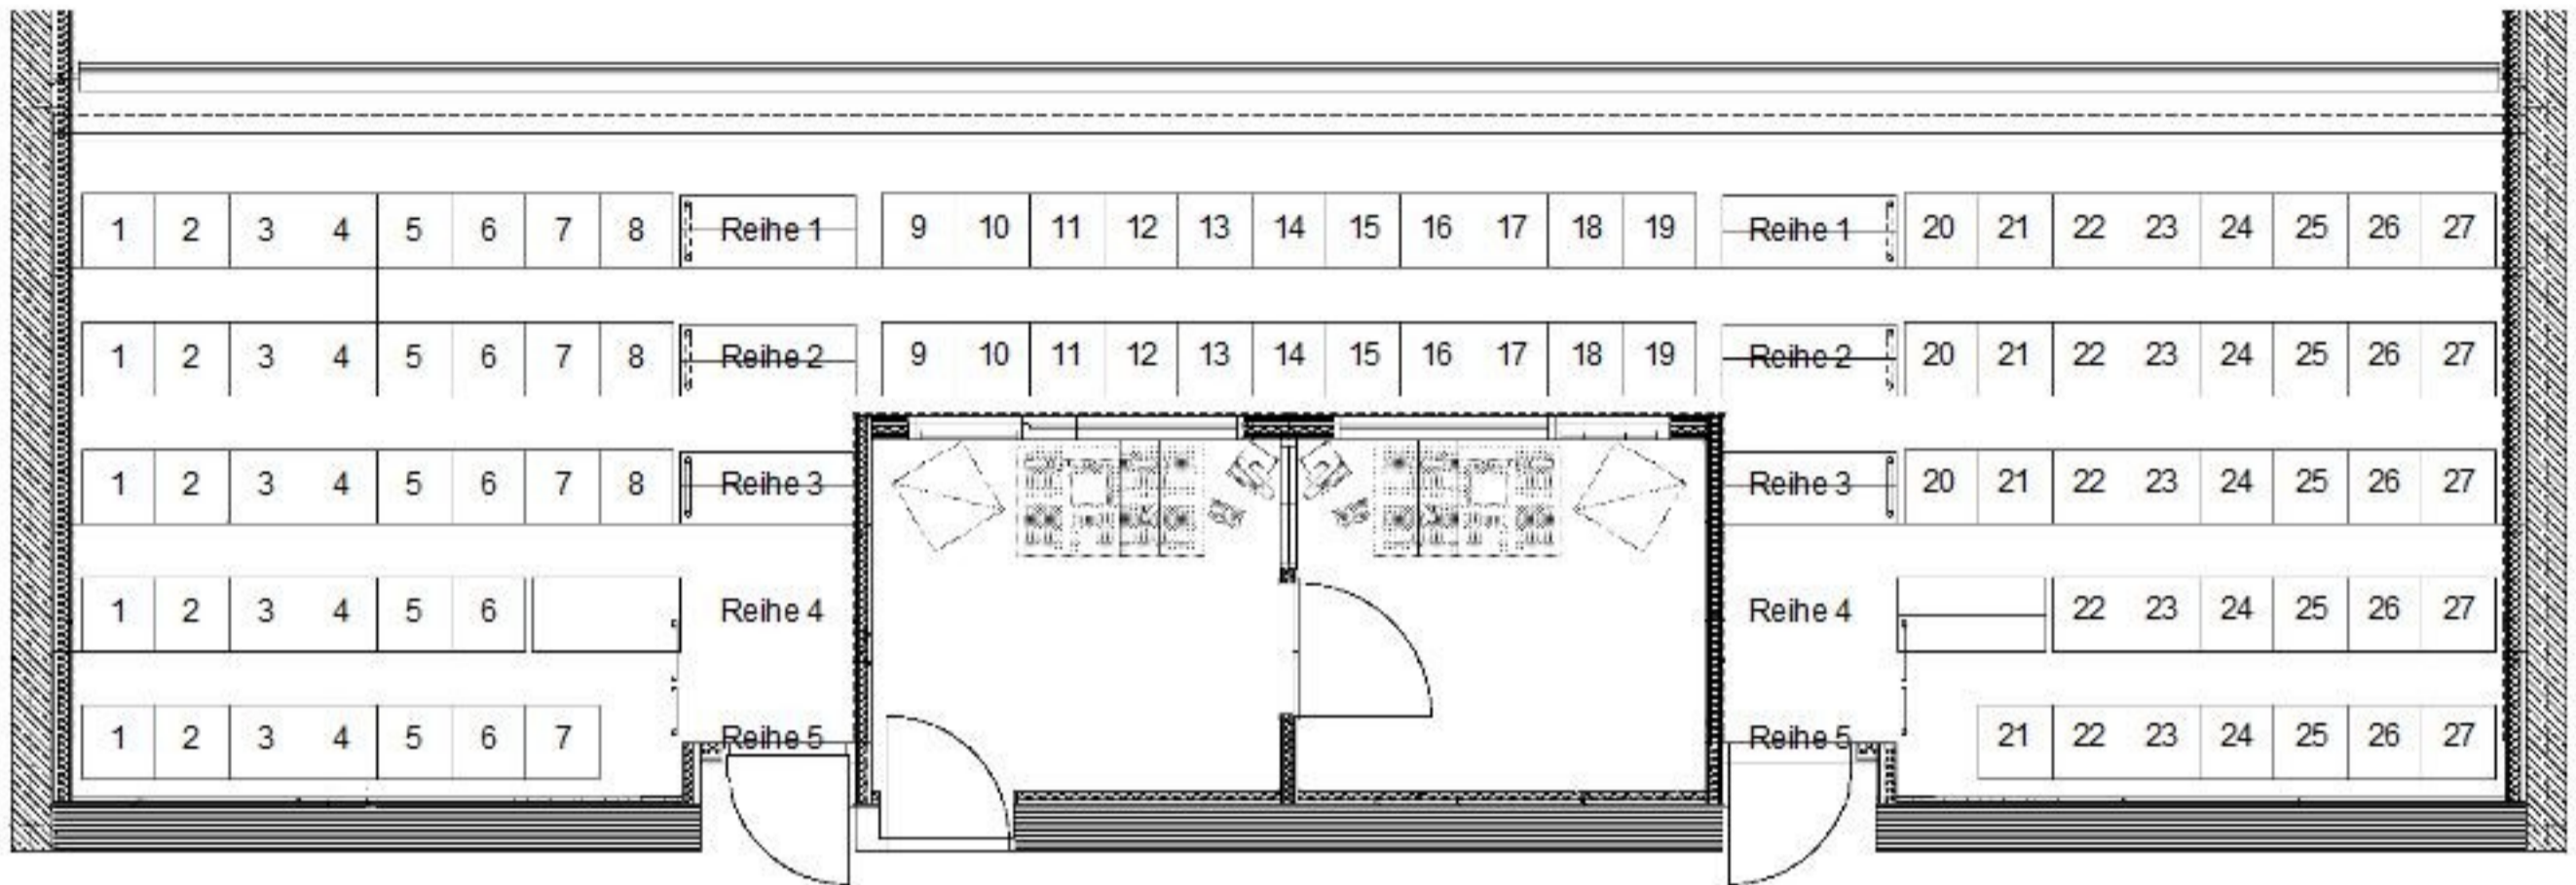 1 2 3 4 5 6 7 8 Reihe 1 9 10 11 12 13 14 15 16 17 18 19 Reihe 1 20 21 22 23 24 25 26 27
1 2 3 4 5 6 7 8 Reihe 2 9 10 11 12 13 14 15 16 17 18 19 Reihe 2 20 21 22 23 24 25 26 27
1 2 3 4 5 6 7 8 Reihe 3 Reihe 3 20 21 22 23 24 25 26 27
1 2 3 4 5 6 Reihe 4 Reihe 4 22 23 24 25 26 27
1 2 3 4 5 6 7 Reihe 5 Reihe 5 21 22 23 24 25 26 27